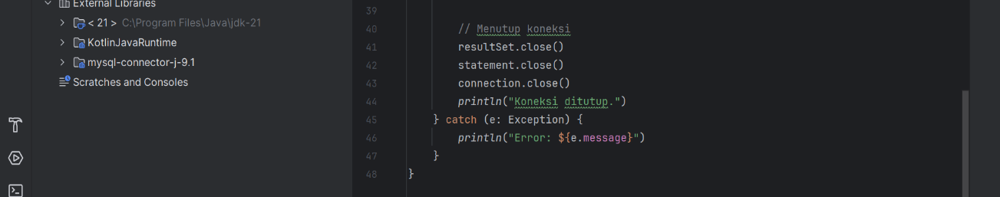 External Libraries
< 21 > C:\Program Files\Java\jdk-21
KotlinJavaRuntime
mysql-connector-j-9.1
Scratches and Consoles
39
40 // Menutup koneksi
41 resultSet.close()
42 statement.close()
43 connection.close()
44 println("Koneksi ditutup.")
45 } catch (e: Exception) {
46 println("Error: ${e.message}")
47 }
48 }